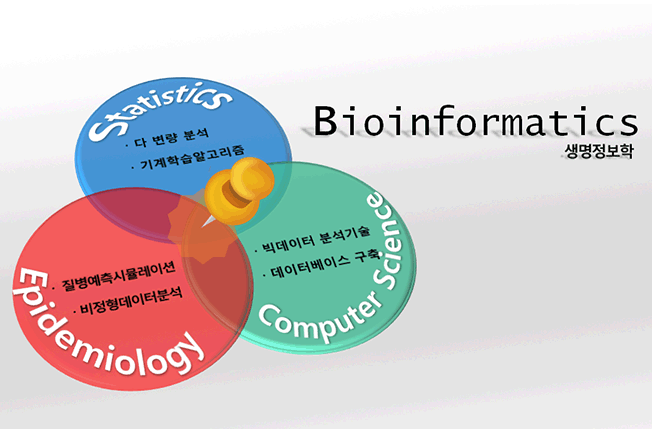 Statistics
· 다 변량 분석
· 기계학습알고리즘
Bioinformatics
생명정보학
Epidemiology
· 질병예측시뮬레이션
· 비정형데이터분석
· 빅데이터 분석기술
· 데이터베이스 구축
Computer Science